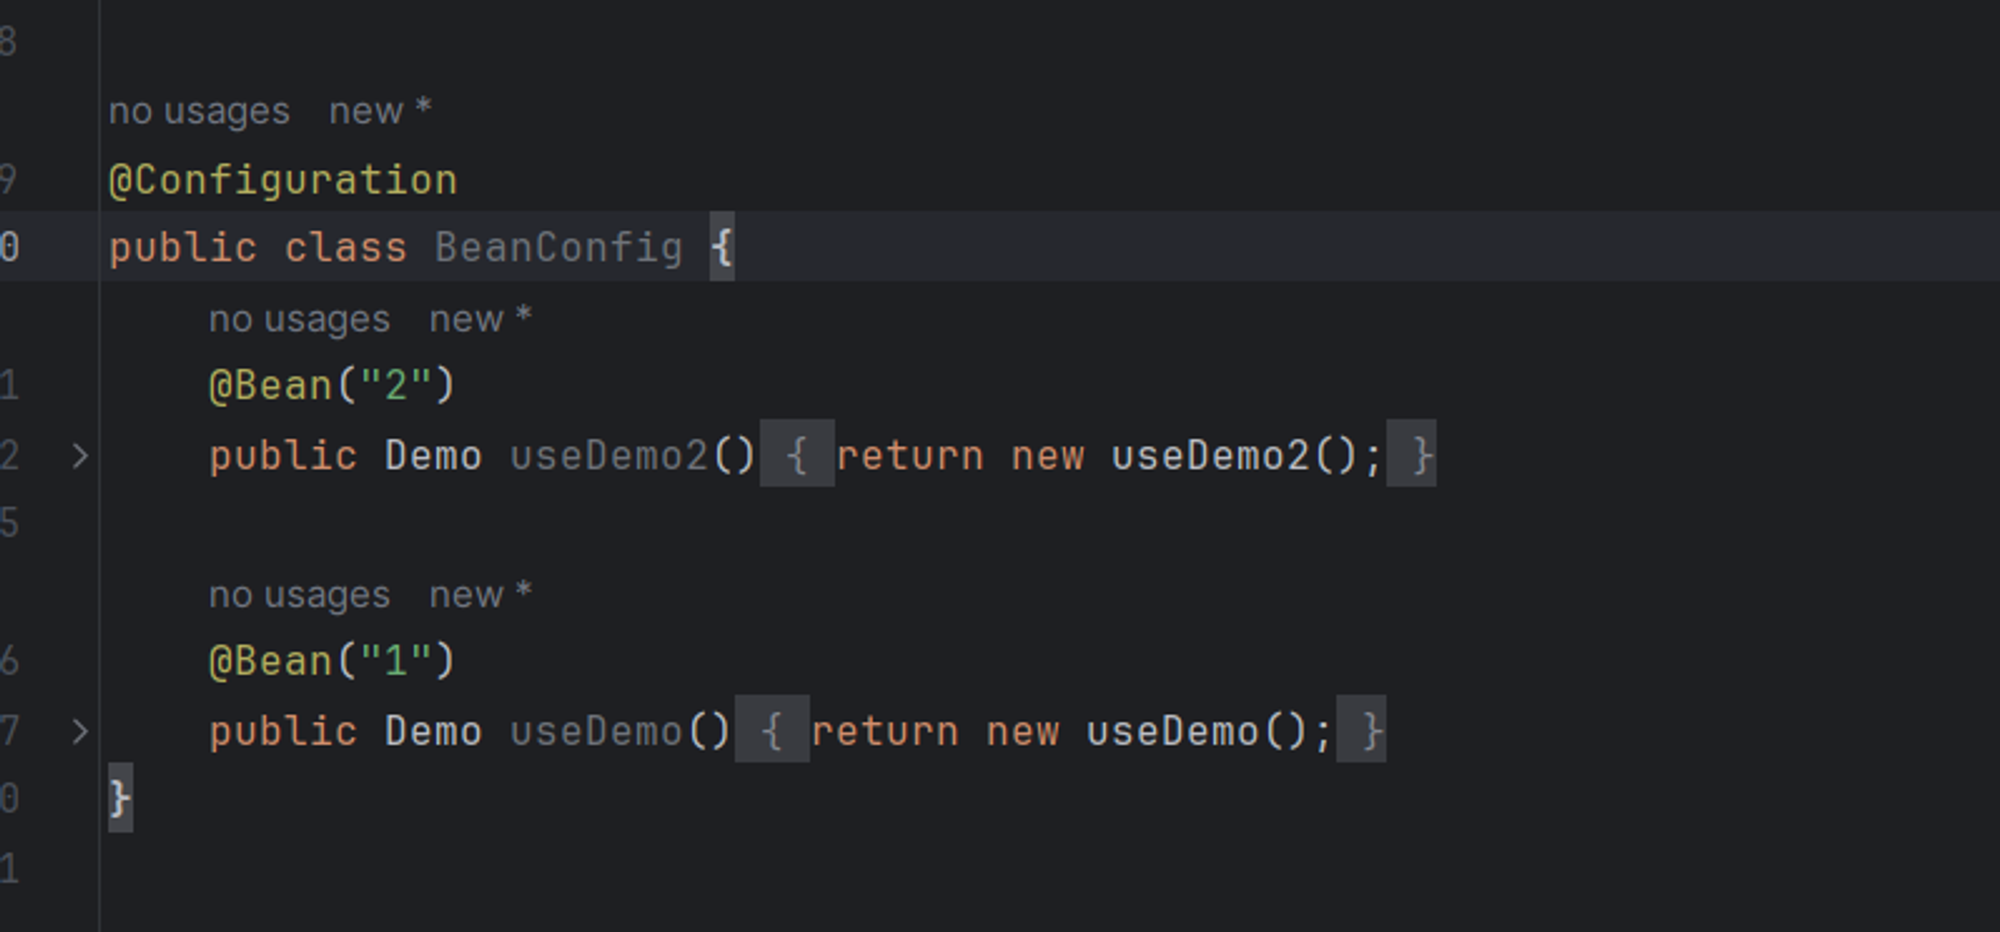 8
no usages new *
9 @Configuration
0 public class BeanConfig {
no usages new *
1 @Bean("2")
2 public Demo useDemo2() { return new useDemo2(); }
5
no usages new *
6 @Bean("1")
7 public Demo useDemo() { return new useDemo(); }
0 }
1